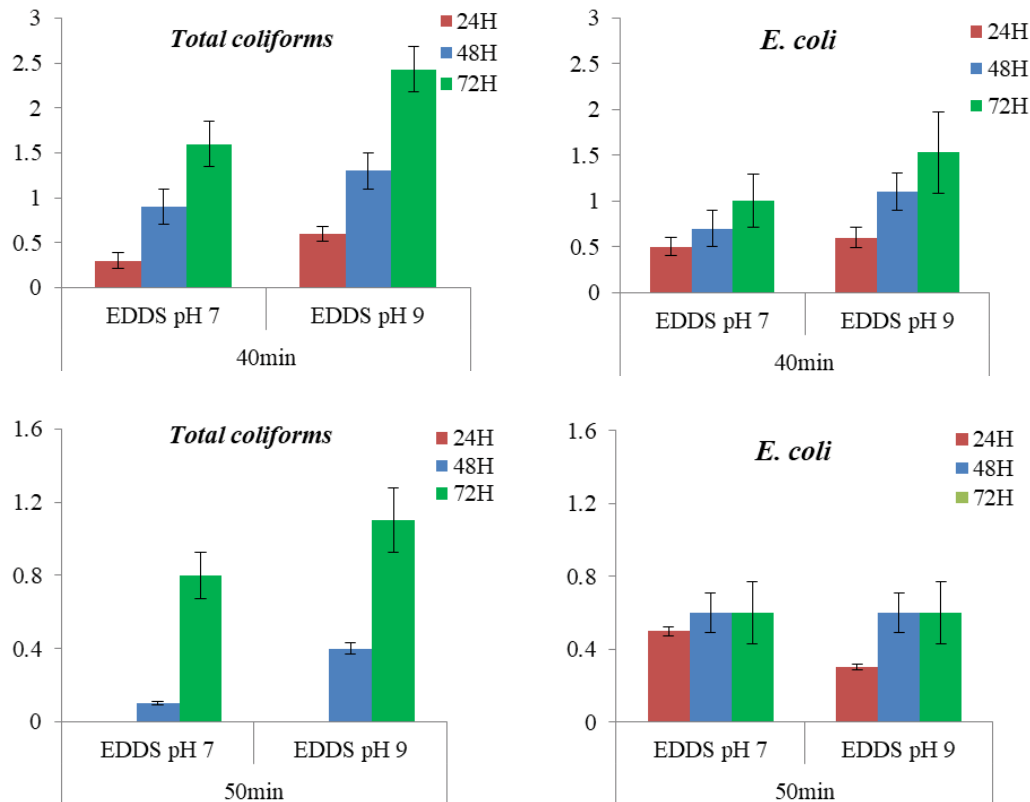 3
2.5
2
1.5
1
0.5
0
Total coliforms
24H
48H
72H
EDDS pH 7
EDDS pH 9
40min
3
2.5
2
1.5
1
0.5
0
E. coli
24H
48H
72H
EDDS pH 7
EDDS pH 9
40min
1.6
1.2
0.8
0.4
0
Total coliforms
24H
48H
72H
EDDS pH 7
EDDS pH 9
50min
1.6
1.2
0.8
0.4
0
E. coli
24H
48H
72H
EDDS pH 7
EDDS pH 9
50min